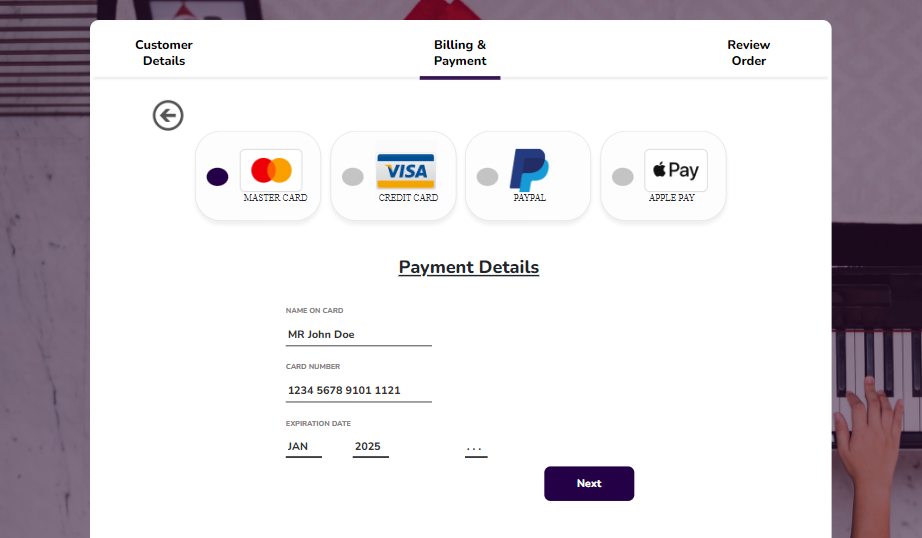 Customer
Details
Billing &
Payment
Review
Order
VISA
Pay
MASTER CARD
CREDIT CARD
PAYPAL
APPLE PAY
Payment Details
NAME ON CARD
MR John Doe
CARD NUMBER
1234 5678 9101 1121
EXPIRATION DATE
JAN
2025
...
Next